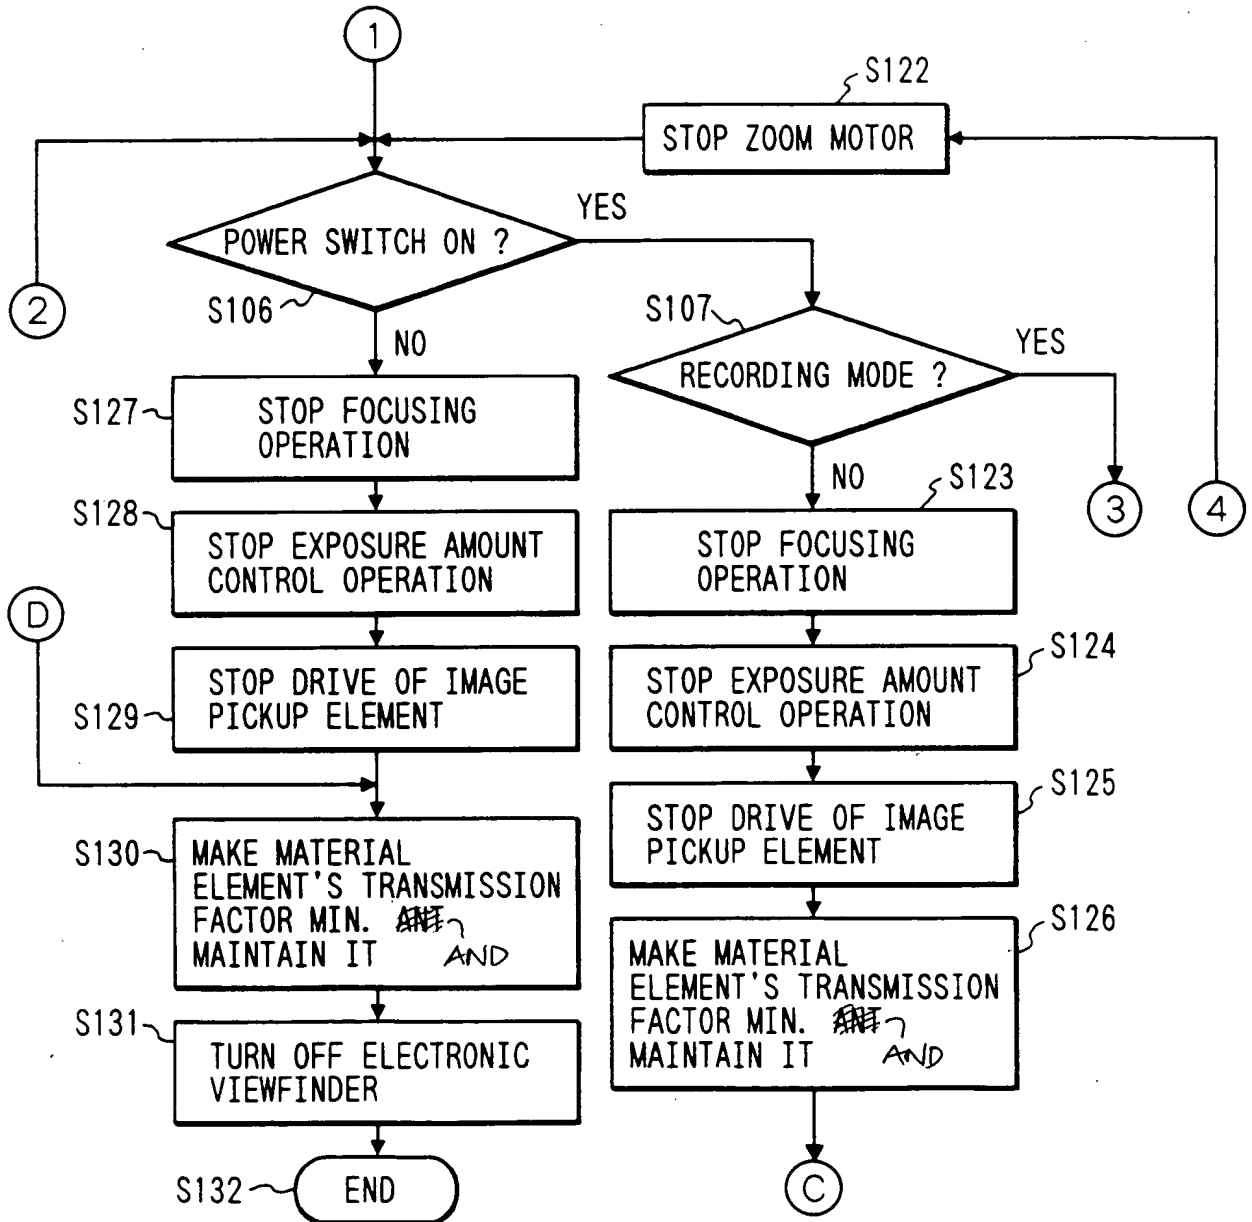 1
S122
STOP ZOOM MOTOR
YES
POWER SWITCH ON ?
2
S106
NO
S107
YES
RECORDING MODE ?
S127
STOP FOCUSING
OPERATION
NO
S123
3
4
S128
STOP EXPOSURE AMOUNT
CONTROL OPERATION
STOP FOCUSING
OPERATION
D
S129
STOP DRIVE OF IMAGE
PICKUP ELEMENT
S124
STOP EXPOSURE AMOUNT
CONTROL OPERATION
S125
STOP DRIVE OF IMAGE
PICKUP ELEMENT
S130
MAKE MATERIAL
ELEMENT'S TRANSMISSION
FACTOR MIN. ANT
MAINTAIN IT AND
S126
MAKE MATERIAL
ELEMENT'S TRANSMISSION
FACTOR MIN. ANT
MAINTAIN IT AND
S131
TURN OFF ELECTRONIC
VIEWFINDER
S132
END
C